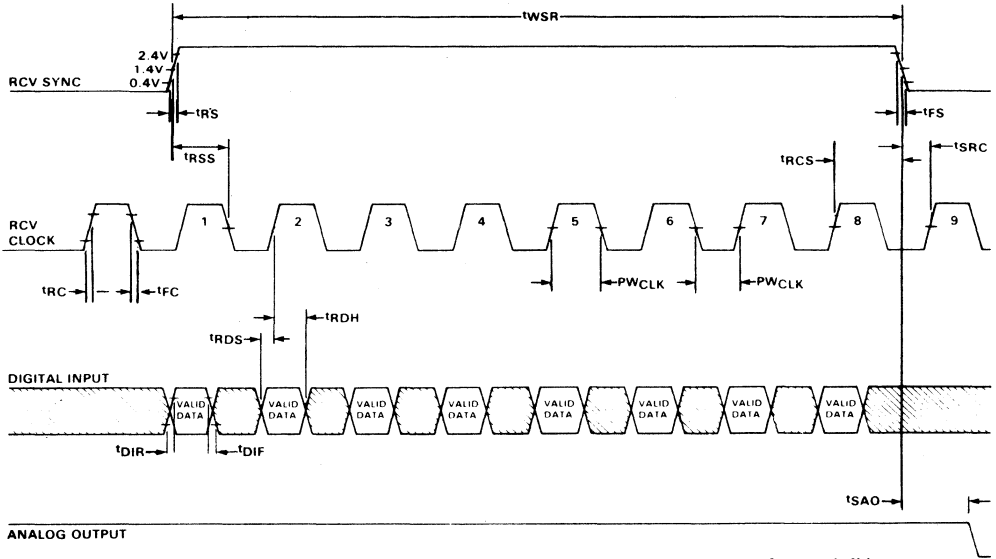 tWSR
2.4V
1.4V
RCV SYNC 0.4V
tRS
tFS
tRSS
tRCS
tSRC
RCV
CLOCK
1 2 3 4 5 6 7 8 9
tRC
tFC
PWCLK
PWCLK
tRDH
tRDS
DIGITAL INPUT
VALID VALID VALID VALID VALID VALID VALID VALID
DATA DATA DATA DATA DATA DATA DATA DATA
tDIR
tDIF
tSAO
ANALOG OUTPUT